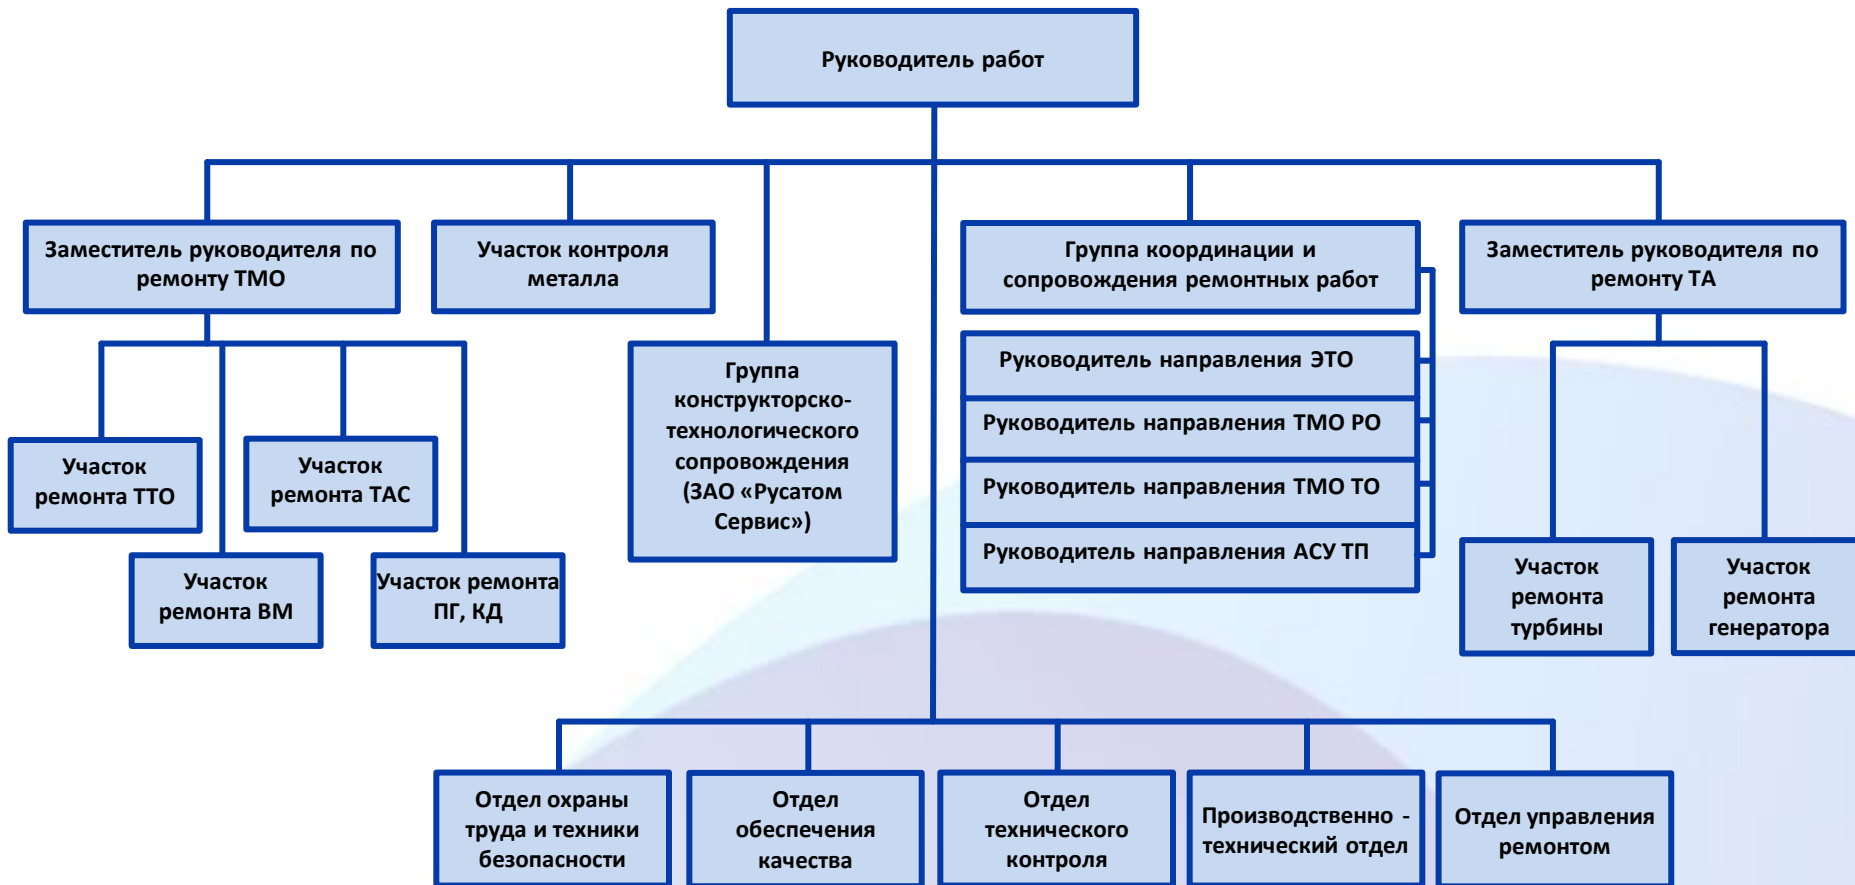 Руководитель работ
Заместитель руководителя по
ремонту ТМО
Участок контроля
металла
Группа координации и
сопровождения ремонтных работ
Заместитель руководителя по
ремонту ТА
Группа
конструкторско-
технологического
сопровождения
(ЗАО «Русатом
Сервис»)
Руководитель направления ЭТО
Руководитель направления ТМО РО
Руководитель направления ТМО ТО
Руководитель направления АСУ ТП
Участок
ремонта ТТО
Участок
ремонта ТАС
Участок
ремонта ВМ
Участок ремонта
ПГ, КД
Участок
ремонта
турбины
Участок
ремонта
генератора
Отдел охраны
труда и техники
безопасности
Отдел
обеспечения
качества
Отдел
технического
контроля
Производственно -
технический отдел
Отдел управления
ремонтом